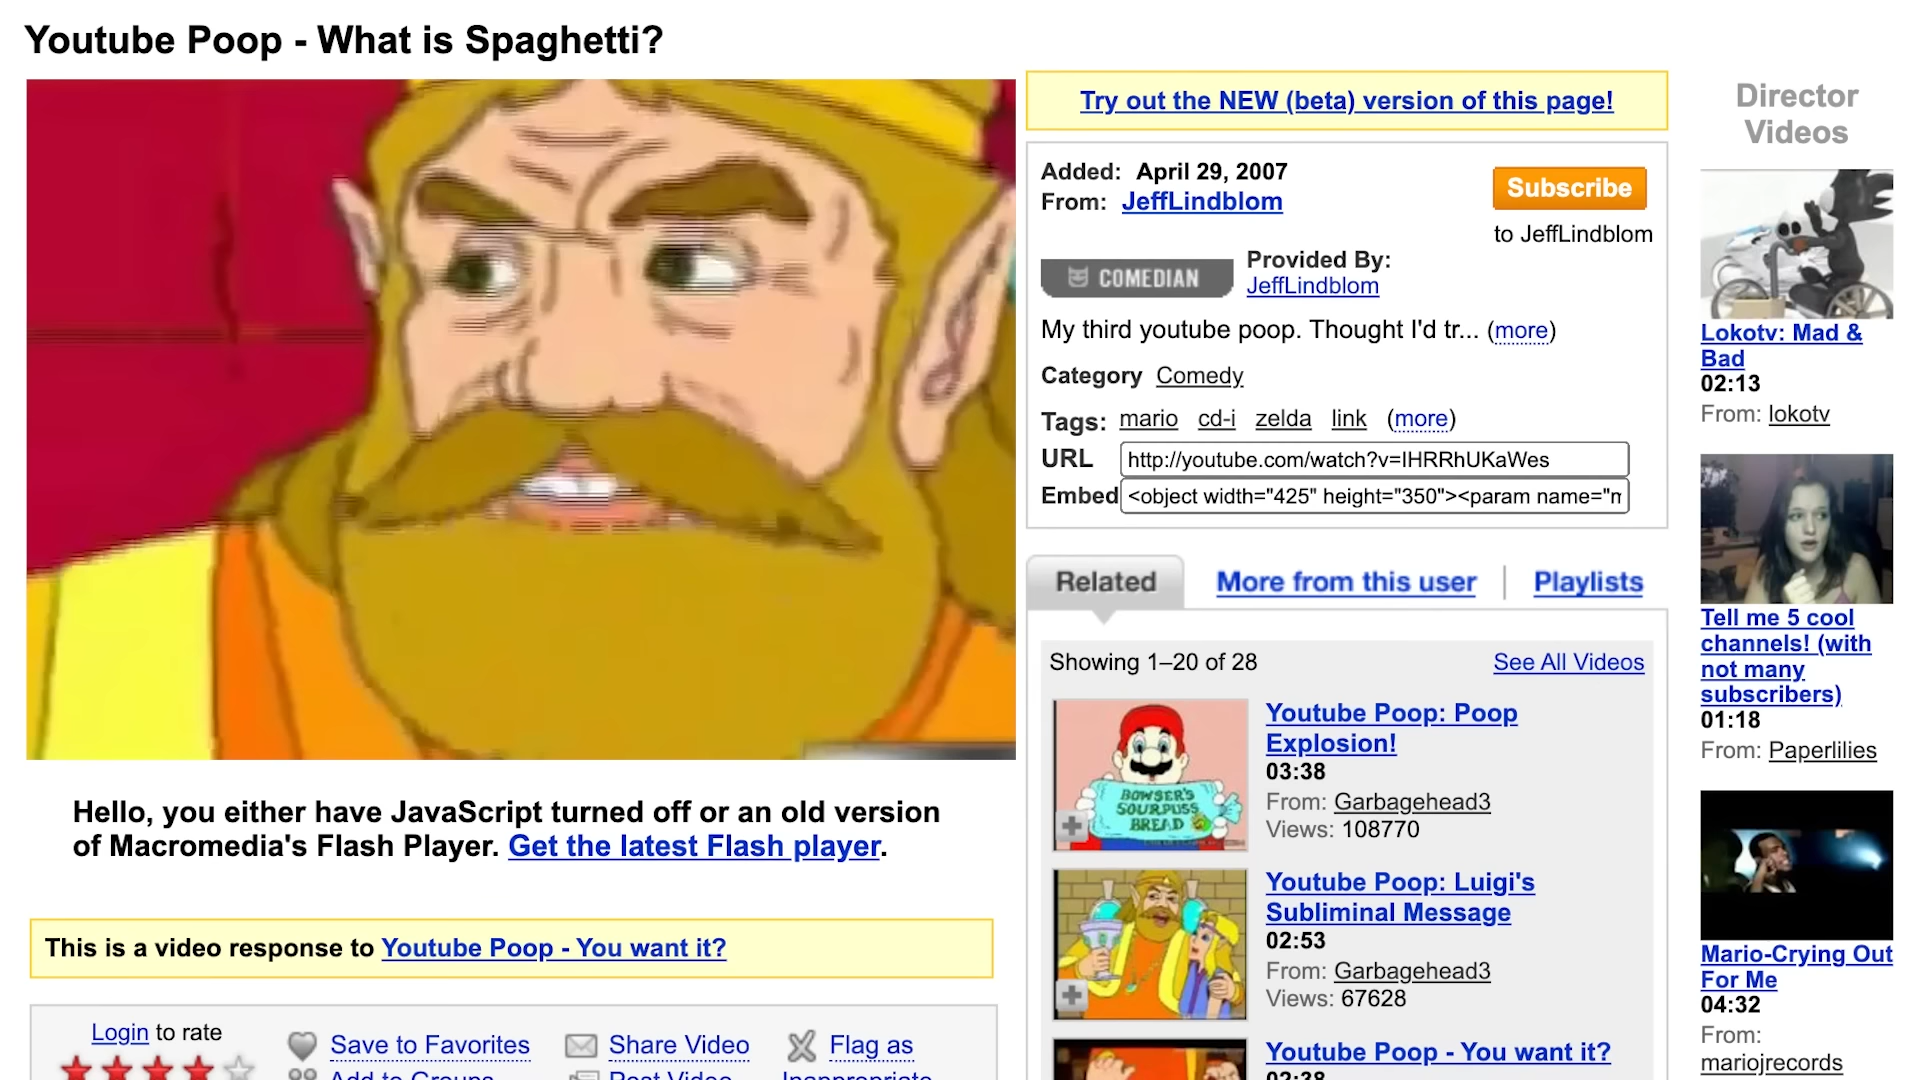 Youtube Poop - What is Spaghetti?
Hello, you either have JavaScript turned off or an old version
of Macromedia's Flash Player. Get the latest Flash player.
This is a video response to Youtube Poop - You want it?
Login to rate
Save to Favorites
Share Video
Flag as
Add to Groups
Post Video
Inappropriate
Try out the NEW (beta) version of this page!
Added: April 29, 2007
From: JeffLindblom
Subscribe
to JeffLindblom
COMEDIAN
Provided By:
JeffLindblom
My third youtube poop. Thought I'd tr... (more)
Category Comedy
Tags: mario cd-i zelda link (more)
URL http://youtube.com/watch?v=IHRRhUKaWes
Embed <object width="425" height="350"><param name="m
Related More from this user Playlists
Showing 1–20 of 28 See All Videos
BOWSER'S
SOURPUSS
BREAD
Youtube Poop: Poop
Explosion!
03:38
From: Garbagehead3
Views: 108770
Youtube Poop: Luigi's
Subliminal Message
02:53
From: Garbagehead3
Views: 67628
Youtube Poop - You want it?
02:38
Director
Videos
Lokotv: Mad &
Bad
02:13
From: lokotv
Tell me 5 cool
channels! (with
not many
subscribers)
01:18
From: Paperlilies
Mario-Crying Out
For Me
04:32
From:
mariojrecords